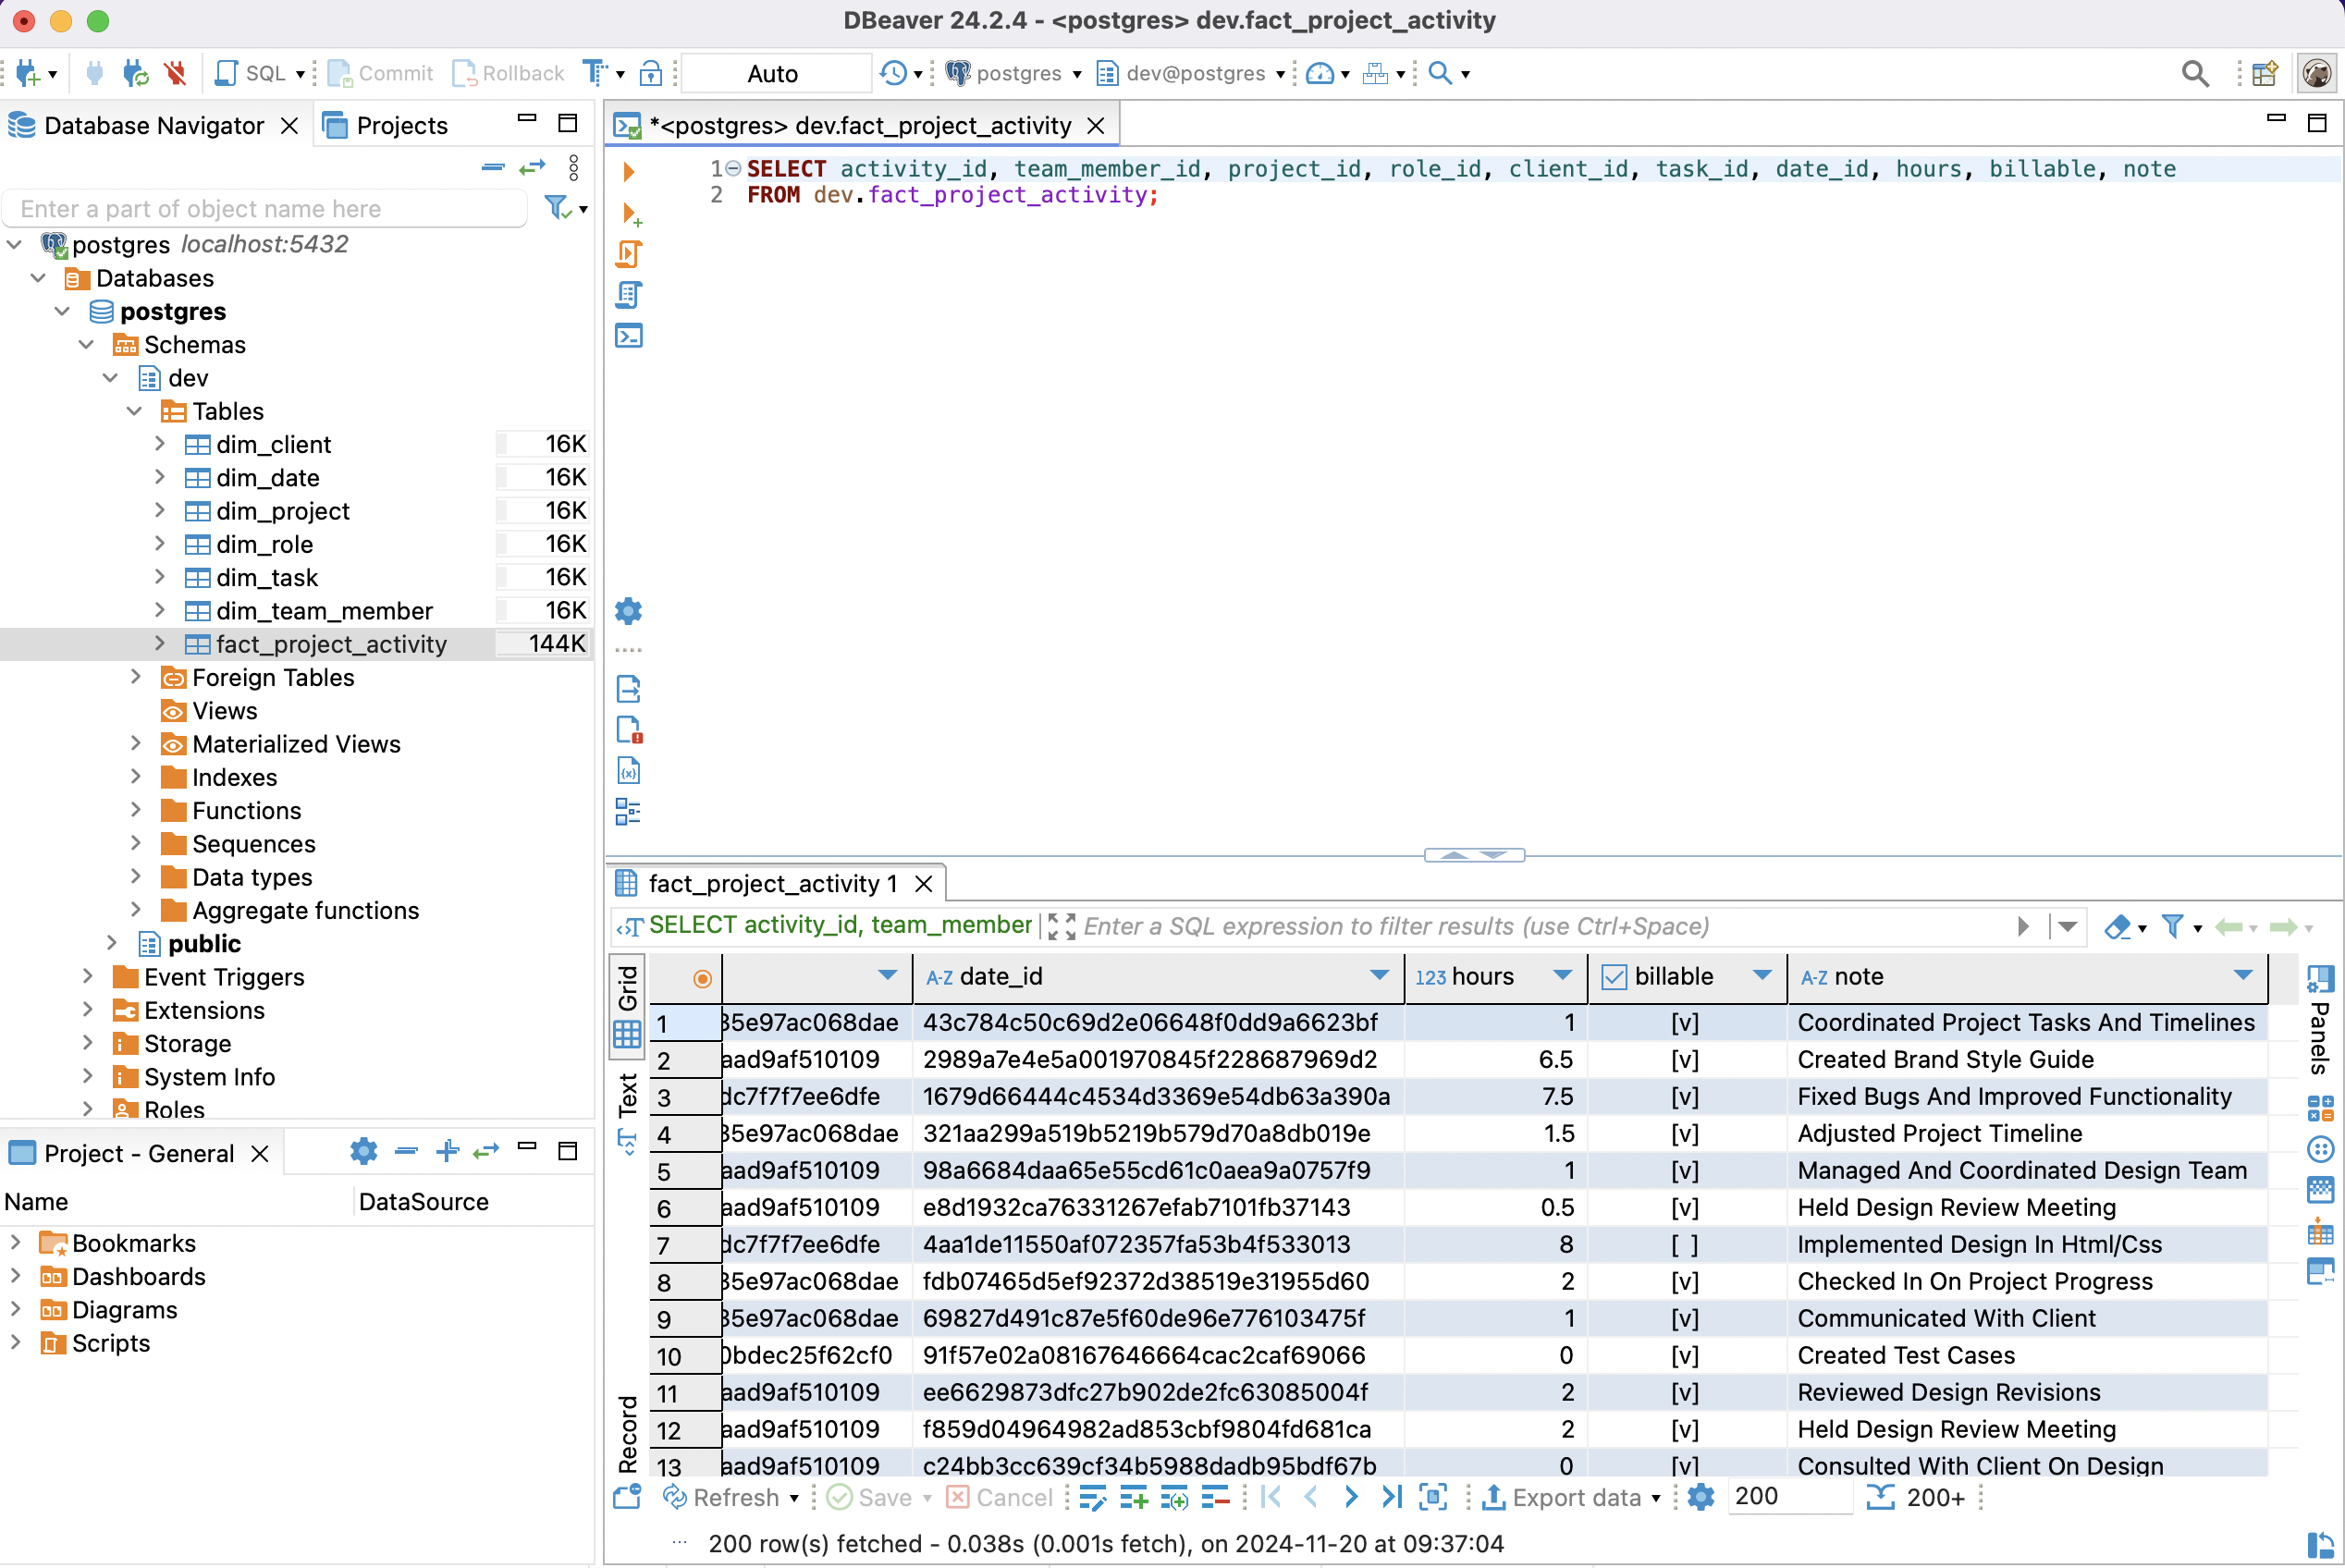 DBeaver 24.2.4 - <postgres> dev.fact_project_activity
SQL
Commit
Rollback
Auto
postgres
dev@postgres
Database Navigator
Projects
Enter a part of object name here
postgres localhost:5432
Databases
postgres
Schemas
dev
Tables
dim_client 16K
dim_date 16K
dim_project 16K
dim_role 16K
dim_task 16K
dim_team_member 16K
fact_project_activity 144K
Foreign Tables
Views
Materialized Views
Indexes
Functions
Sequences
Data types
Aggregate functions
public
Event Triggers
Extensions
Storage
System Info
Roles
Project - General
Name DataSource
Bookmarks
Dashboards
Diagrams
Scripts
*<postgres> dev.fact_project_activity
1 SELECT activity_id, team_member_id, project_id, role_id, client_id, task_id, date_id, hours, billable, note
2 FROM dev.fact_project_activity;
fact_project_activity 1
SELECT activity_id, team_member
Enter a SQL expression to filter results (use Ctrl+Space)
Grid
Text
Record
Panels
A-Z date_id 123 hours billable A-Z note
1 35e97ac068dae 43c784c50c69d2e06648f0dd9a6623bf 1 [v] Coordinated Project Tasks And Timelines
2 aad9af510109 2989a7e4e5a001970845f228687969d2 6.5 [v] Created Brand Style Guide
3 dc7f7f7ee6dfe 1679d66444c4534d3369e54db63a390a 7.5 [v] Fixed Bugs And Improved Functionality
4 35e97ac068dae 321aa299a519b5219b579d70a8db019e 1.5 [v] Adjusted Project Timeline
5 aad9af510109 98a6684daa65e55cd61c0aea9a0757f9 1 [v] Managed And Coordinated Design Team
6 aad9af510109 e8d1932ca76331267efab7101fb37143 0.5 [v] Held Design Review Meeting
7 dc7f7f7ee6dfe 4aa1de11550af072357fa53b4f533013 8 [ ] Implemented Design In Html/Css
8 35e97ac068dae fdb07465d5ef92372d38519e31955d60 2 [v] Checked In On Project Progress
9 35e97ac068dae 69827d491c87e5f60de96e776103475f 1 [v] Communicated With Client
10 0bdec25f62cf0 91f57e02a08167646664cac2caf69066 0 [v] Created Test Cases
11 aad9af510109 ee6629873dfc27b902de2fc63085004f 2 [v] Reviewed Design Revisions
12 aad9af510109 f859d04964982ad853cbf9804fd681ca 2 [v] Held Design Review Meeting
13 aad9af510109 c24bb3cc639cf34b5988dadb95bdf67b 0 [v] Consulted With Client On Design
Refresh
Save
Cancel
Export data
200
200+
200 row(s) fetched - 0.038s (0.001s fetch), on 2024-11-20 at 09:37:04